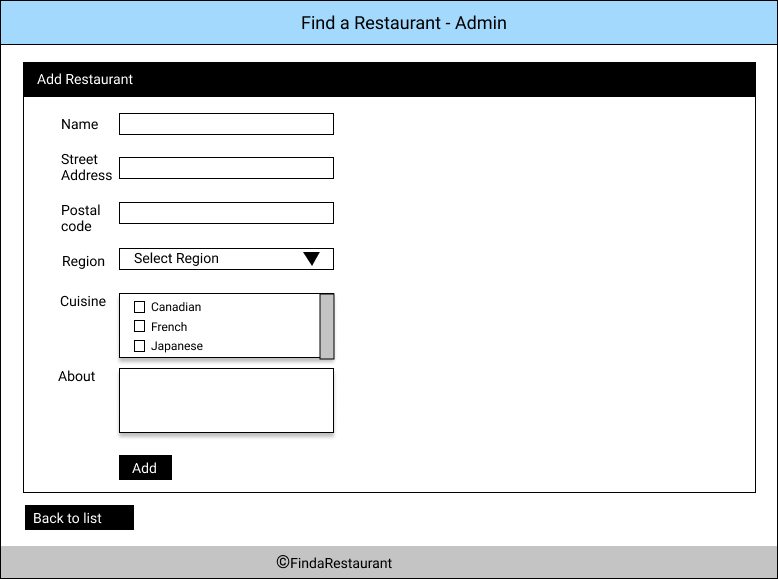 Find a Restaurant - Admin
Add Restaurant
Name
Street
Address
Postal
code
Region
Select Region
Cuisine
Canadian
French
Japanese
About
Add
Back to list
©FindaRestaurant